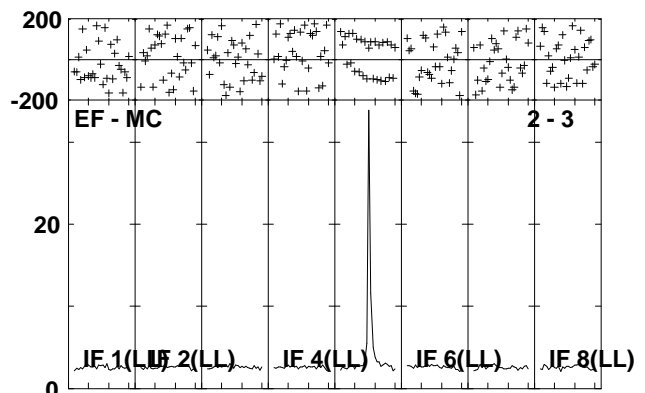 200
-200
EF - MC 2 - 3
20
IF 1(LL) IF 2(LL) IF 4(LL) IF 6(LL) IF 8(LL)
0